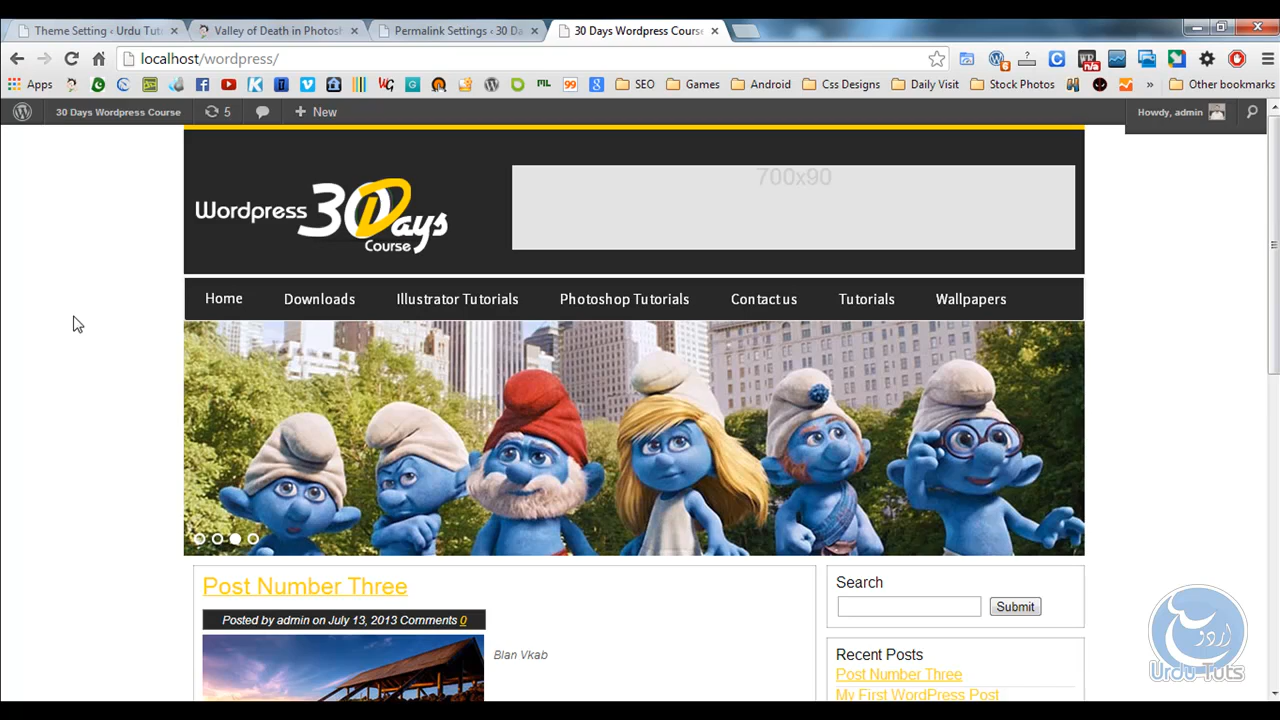 Theme Setting ‹ Urdu Tut
Valley of Death in Photosh
Permalink Settings ‹ 30 D
30 Days Wordpress Cours
localhost/wordpress/
Apps
SEO
Games
Android
Css Designs
Daily Visit
Stock Photos
»
Other bookmarks
30 Days Wordpress Course
5
+ New
Howdy, admin
Wordpress 30Days
Course
700x90
Home
Downloads
Illustrator Tutorials
Photoshop Tutorials
Contact us
Tutorials
Wallpapers
Post Number Three
Posted by admin on July 13, 2013 Comments 0
Blan Vkab
Search
Submit
Recent Posts
Post Number Three
My First WordPress Post
اردو
Urdu Tuts